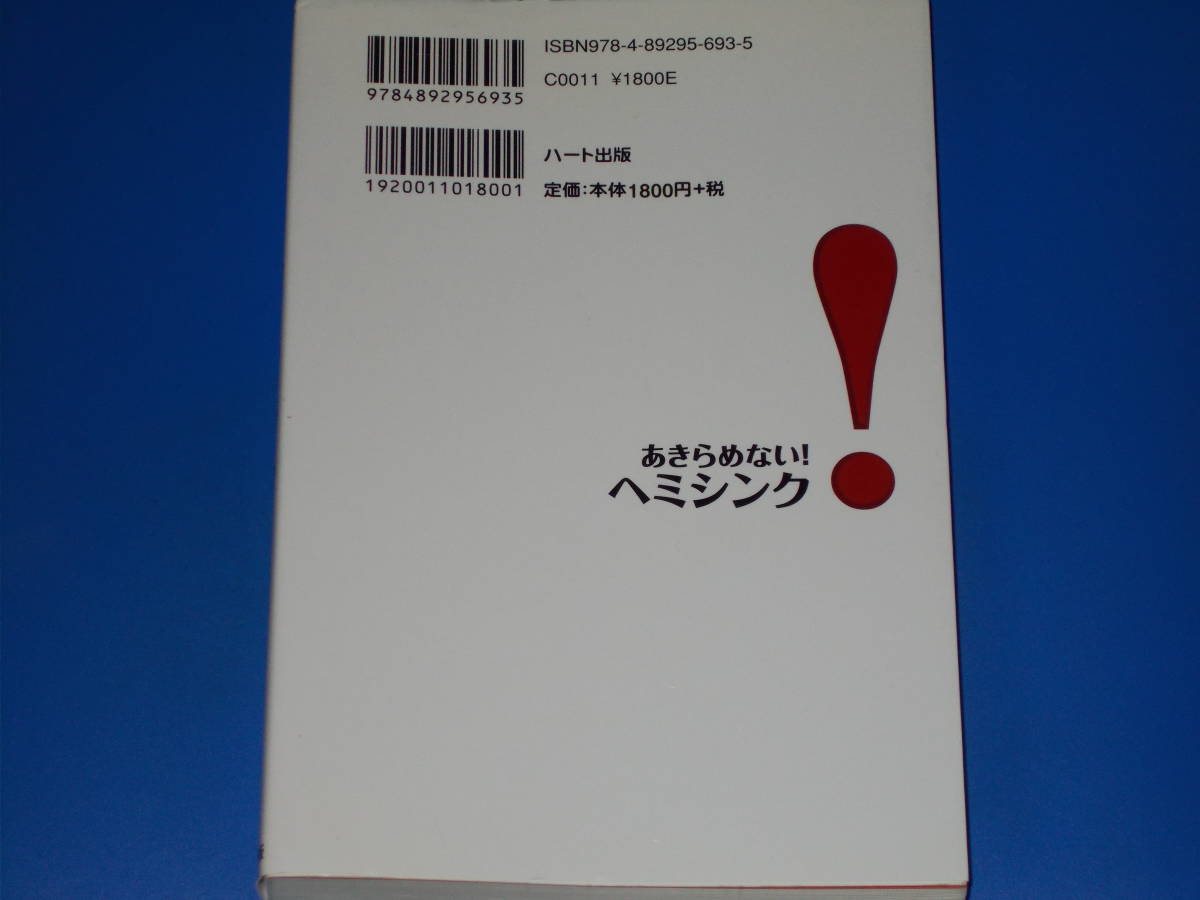 ISBN978-4-89295-693-5
C0011 ¥1800E
9784892956935
ハート出版
定価:本体1800円+税
1920011018001
あきらめない!
ヘミシンク